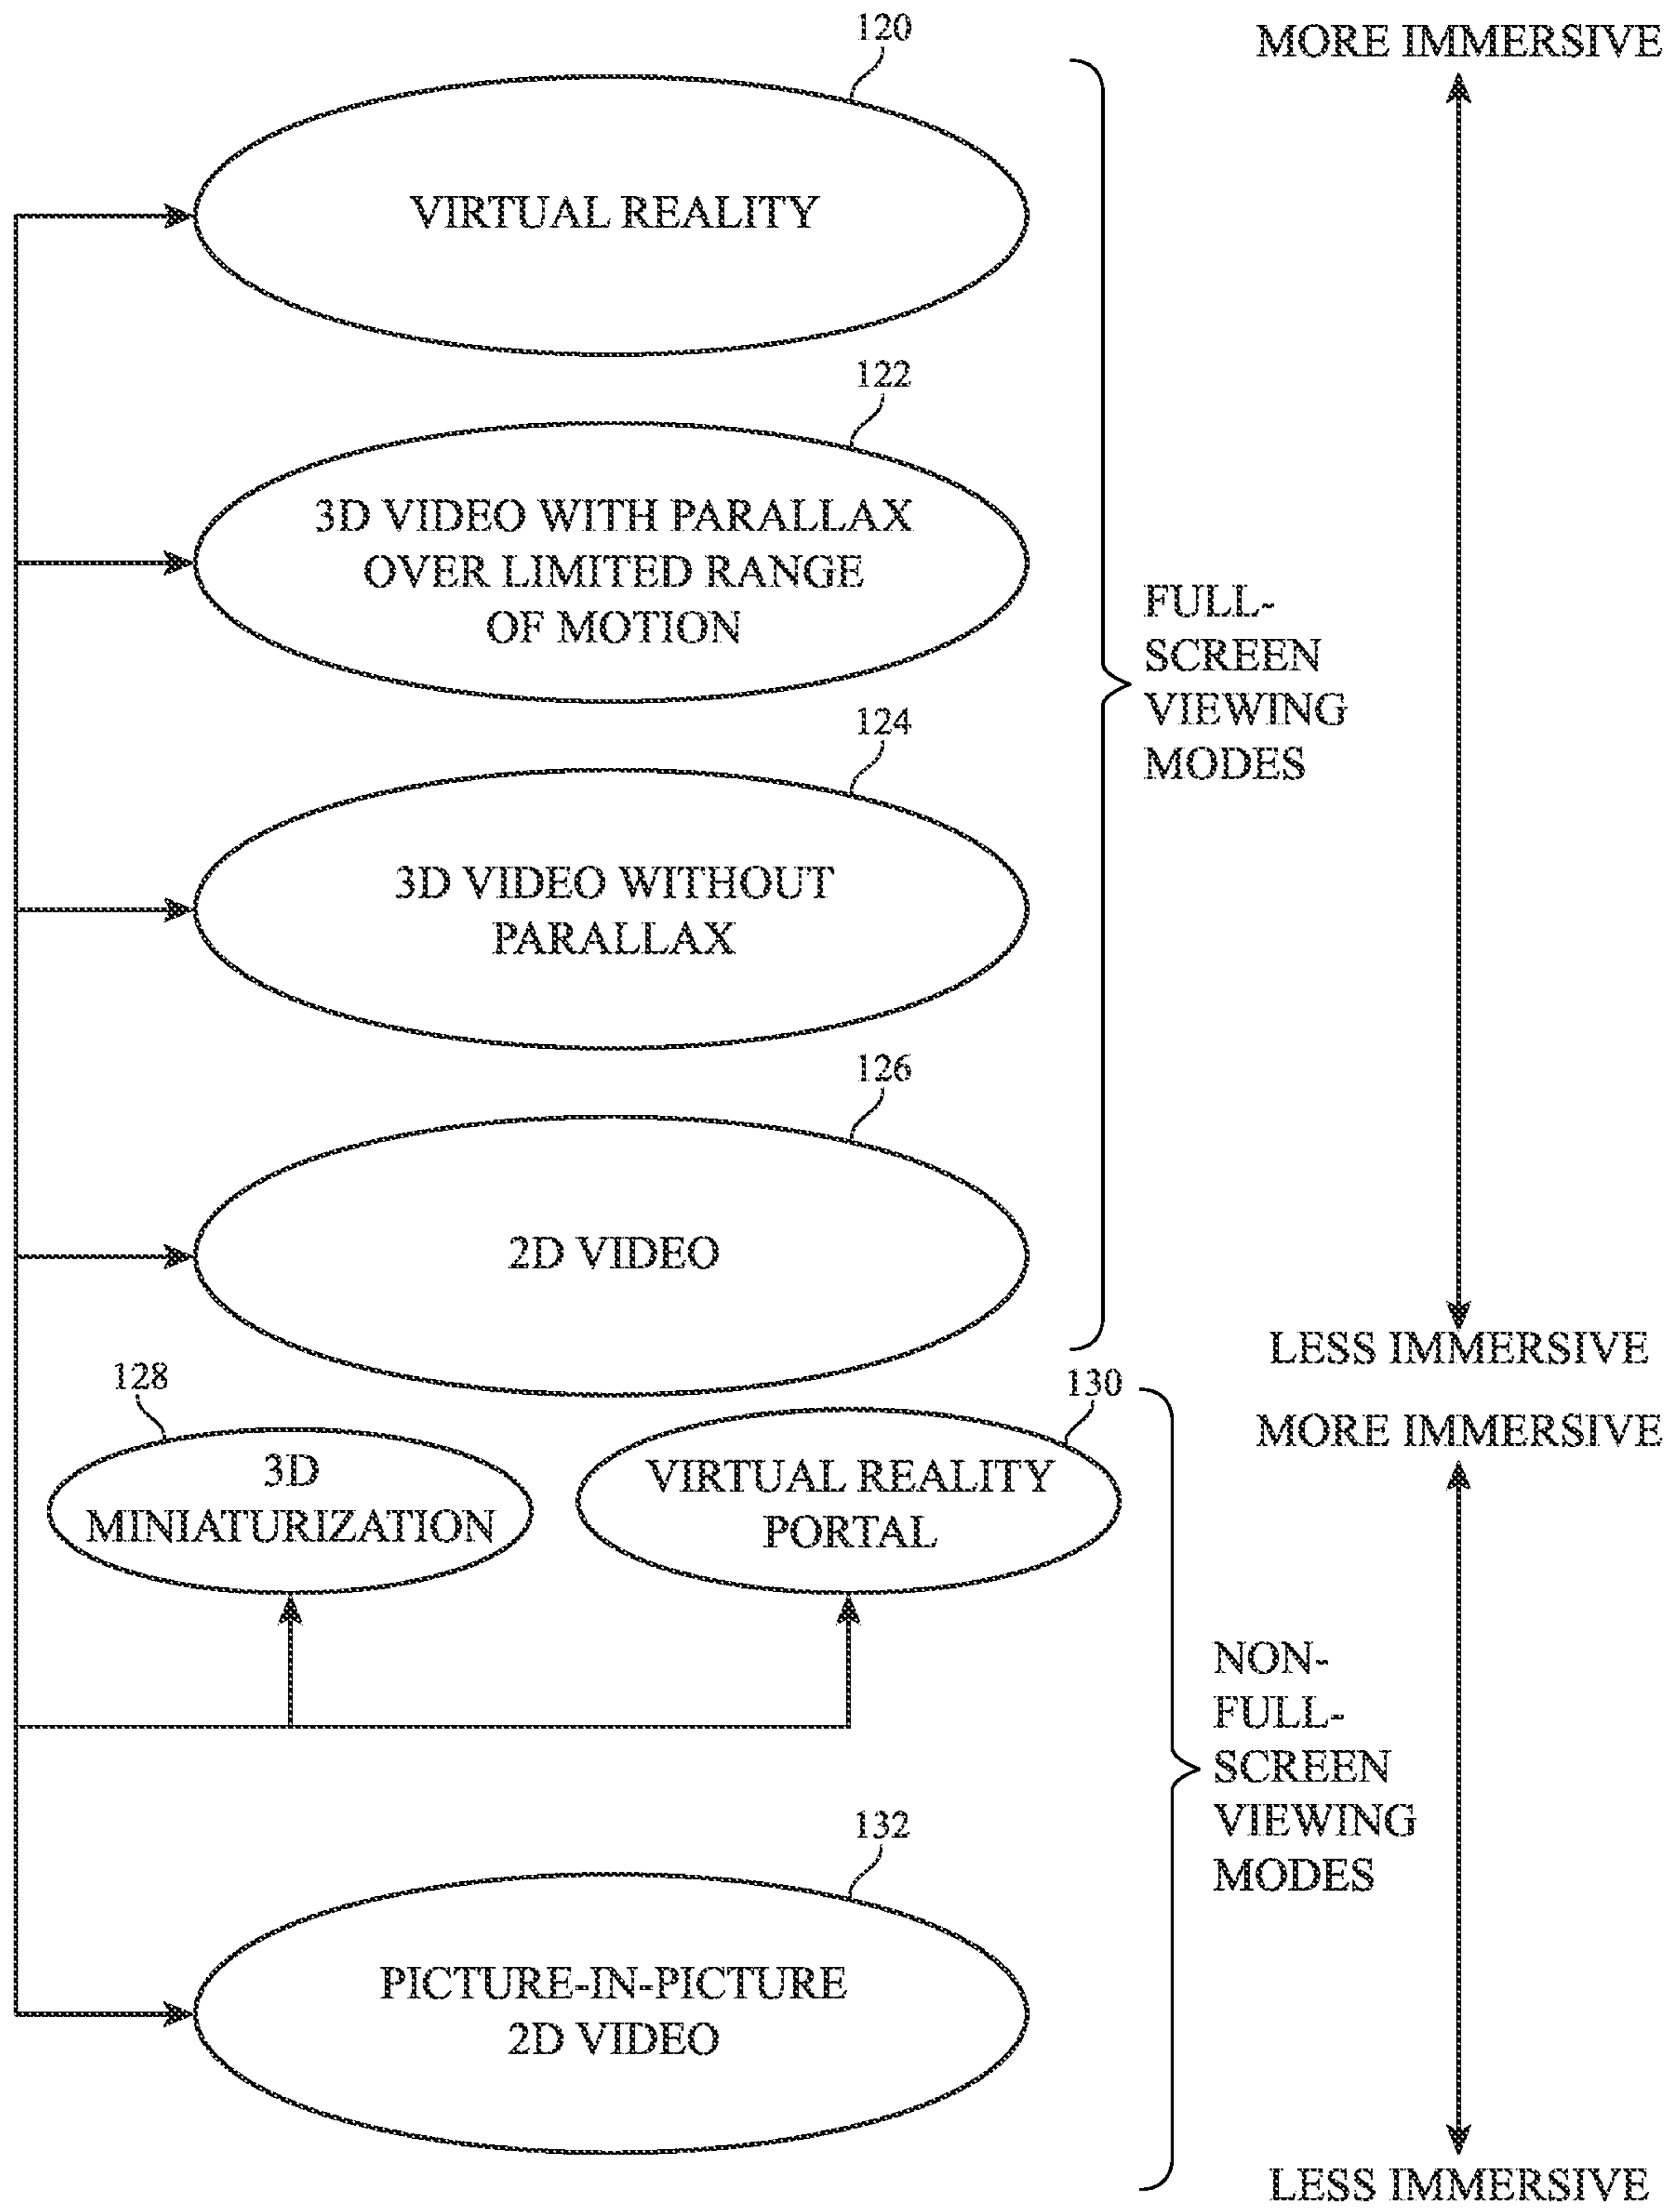 120
MORE IMMERSIVE
VIRTUAL REALITY
122
3D VIDEO WITH PARALLAX
OVER LIMITED RANGE
OF MOTION
FULL-
SCREEN
VIEWING
MODES
124
3D VIDEO WITHOUT
PARALLAX
126
2D VIDEO
LESS IMMERSIVE
128
3D
MINIATURIZATION
130
VIRTUAL REALITY
PORTAL
MORE IMMERSIVE
NON-
FULL-
SCREEN
VIEWING
MODES
132
PICTURE-IN-PICTURE
2D VIDEO
LESS IMMERSIVE